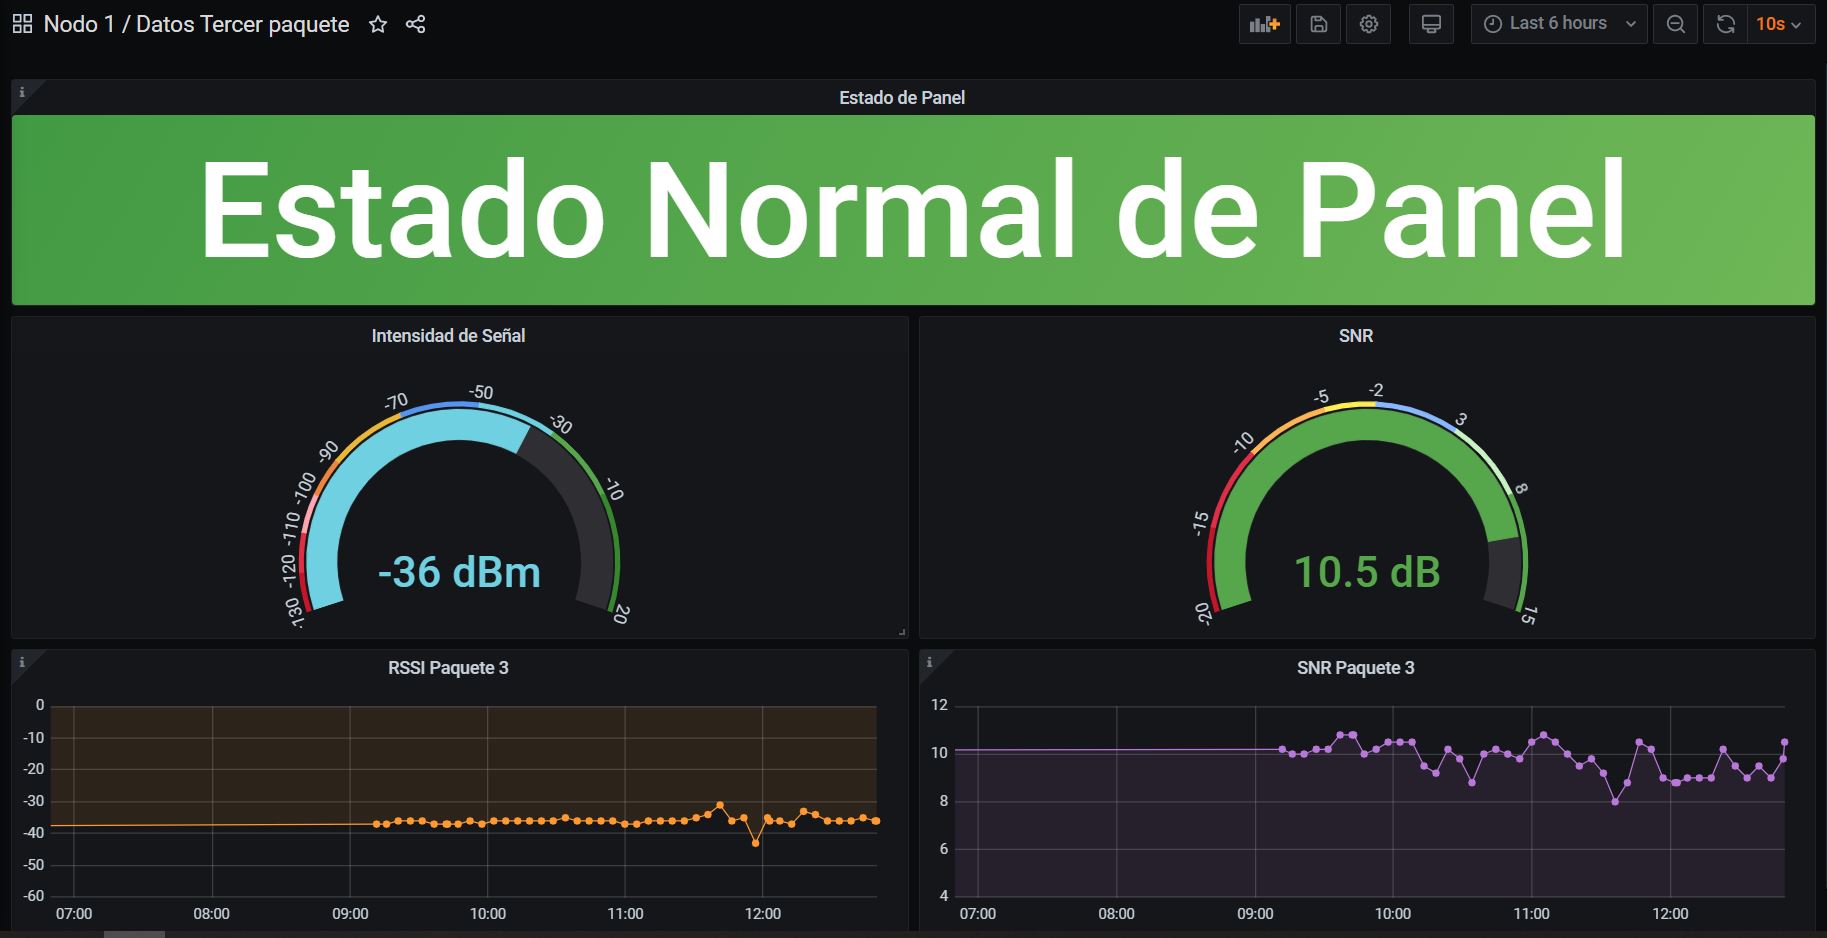 Nodo 1 / Datos Tercer paquete
Last 6 hours
10s
i
Estado de Panel
Estado Normal de Panel
Intensidad de Señal
-130
-120
-110
-100
-90
-70
-50
-30
-10
20
-36 dBm
SNR
-20
-15
-10
-5
-2
3
8
15
10.5 dB
i
RSSI Paquete 3
0
-10
-20
-30
-40
-50
-60
07:00 08:00 09:00 10:00 11:00 12:00
i
SNR Paquete 3
12
10
8
6
4
07:00 08:00 09:00 10:00 11:00 12:00